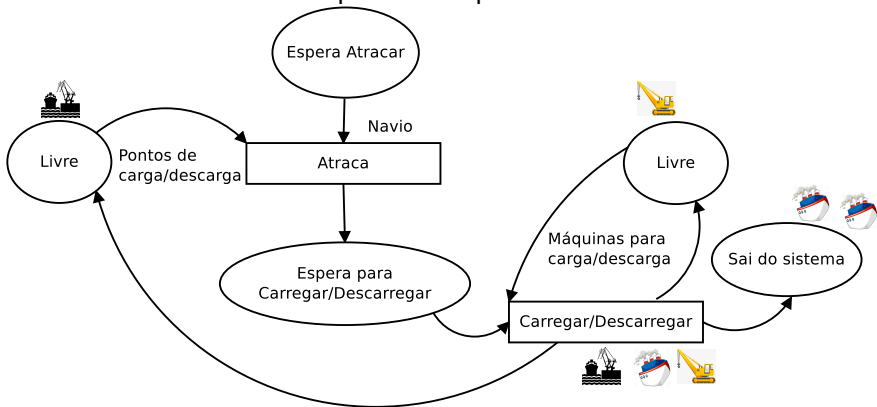 Espera Atracar
Navio
Livre
Pontos de
carga/descarga
Atraca
Livre
Máquinas para
carga/descarga
Sai do sistema
Espera para
Carregar/Descarregar
Carregar/Descarregar